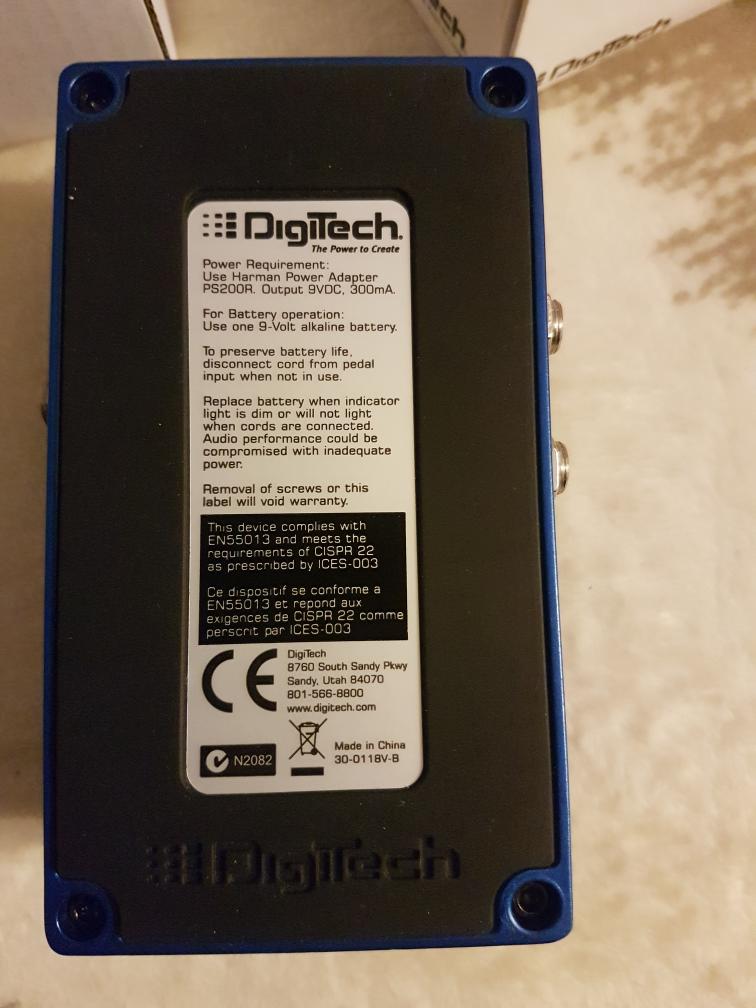 ch
DigiTech
DigiTech®
The Power to Create
Power Requirement:
Use Harman Power Adapter
PS200R. Output 9VDC, 300mA.
For Battery operation:
Use one 9-Volt alkaline battery.
To preserve battery life,
disconnect cord from pedal
input when not in use.
Replace battery when indicator
light is dim or will not light
when cords are connected.
Audio performance could be
compromised with inadequate
power.
Removal of screws or this
label will void warranty.
This device complies with
EN55013 and meets the
requirements of CISPR 22
as prescribed by ICES-003
Ce dispositif se conforme a
EN55013 et repond aux
exigences de CISPR 22 comme
perscrit par ICES-003
CE
DigiTech
8760 South Sandy Pkwy
Sandy, Utah 84070
801-566-8800
www.digitech.com
N2082
Made in China
30-0118V-B
DigiTech